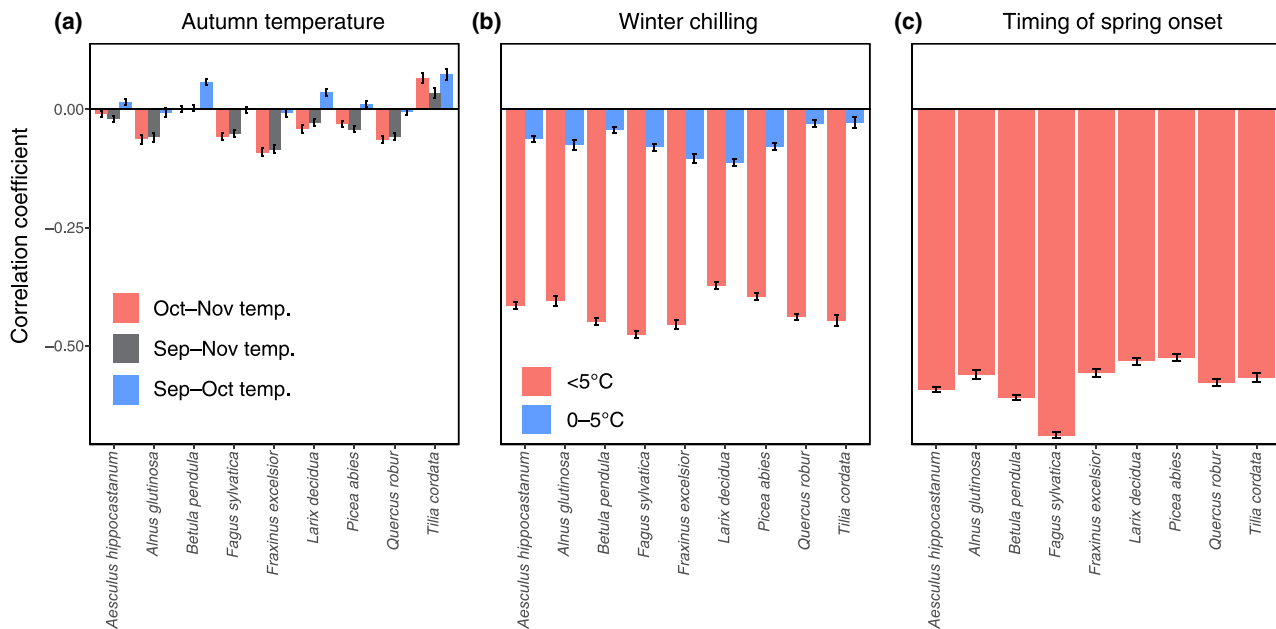 (a) Autumn temperature
(b) Winter chilling
(c) Timing of spring onset
Correlation coefficient
0.00
−0.25
−0.50
Oct–Nov temp.
Sep–Nov temp.
Sep–Oct temp.
<5°C
0–5°C
Aesculus hippocastanum
Alnus glutinosa
Betula pendula
Fagus sylvatica
Fraxinus excelsior
Larix decidua
Picea abies
Quercus robur
Tilia cordata
Aesculus hippocastanum
Alnus glutinosa
Betula pendula
Fagus sylvatica
Fraxinus excelsior
Larix decidua
Picea abies
Quercus robur
Tilia cordata
Aesculus hippocastanum
Alnus glutinosa
Betula pendula
Fagus sylvatica
Fraxinus excelsior
Larix decidua
Picea abies
Quercus robur
Tilia cordata